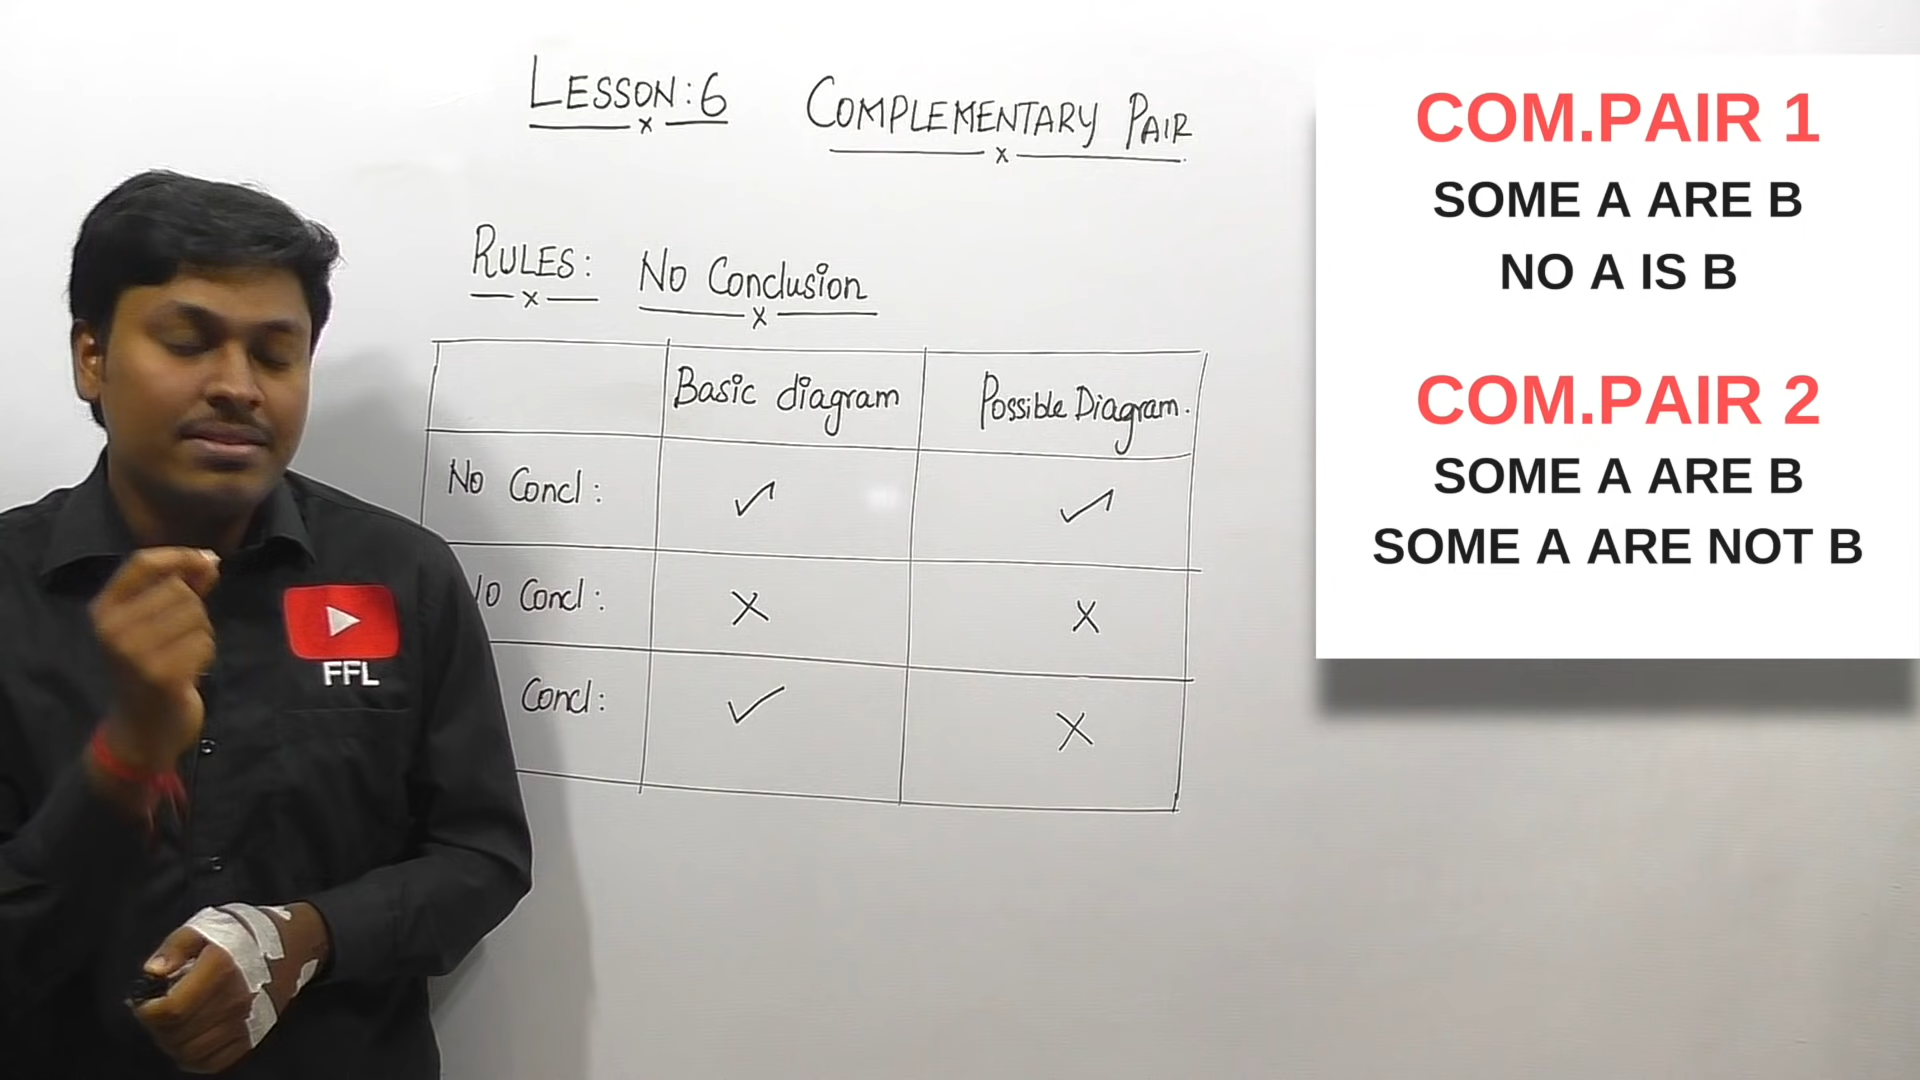 LESSON: 6 COMPLEMENTARY PAIR
RULES: No Conclusion
Basic diagram Possible Diagram.
No Concl: ✓ ✓
Concl: X X
Concl: ✓ X
FFL
COM.PAIR 1
SOME A ARE B
NO A IS B
COM.PAIR 2
SOME A ARE B
SOME A ARE NOT B